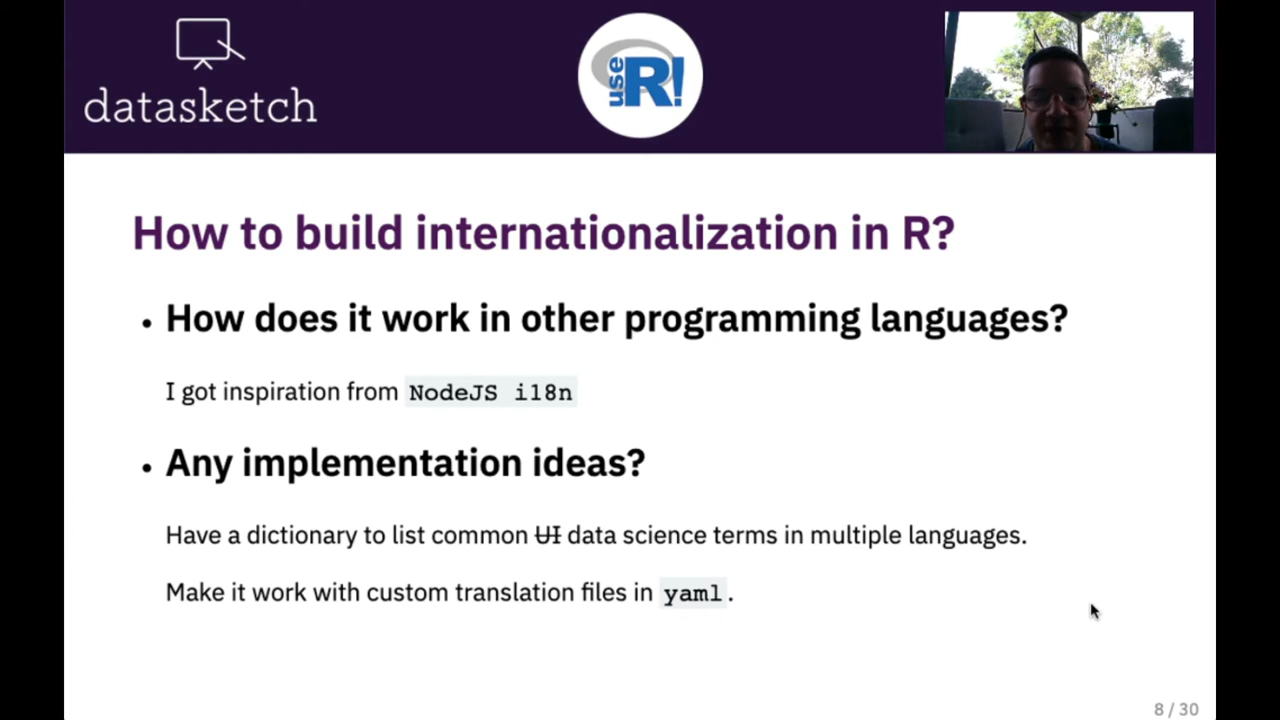 datasketch
useR!
How to build internationalization in R?
• How does it work in other programming languages?
I got inspiration from NodeJS i18n
• Any implementation ideas?
Have a dictionary to list common UI data science terms in multiple languages.
Make it work with custom translation files in yaml.
8 / 30